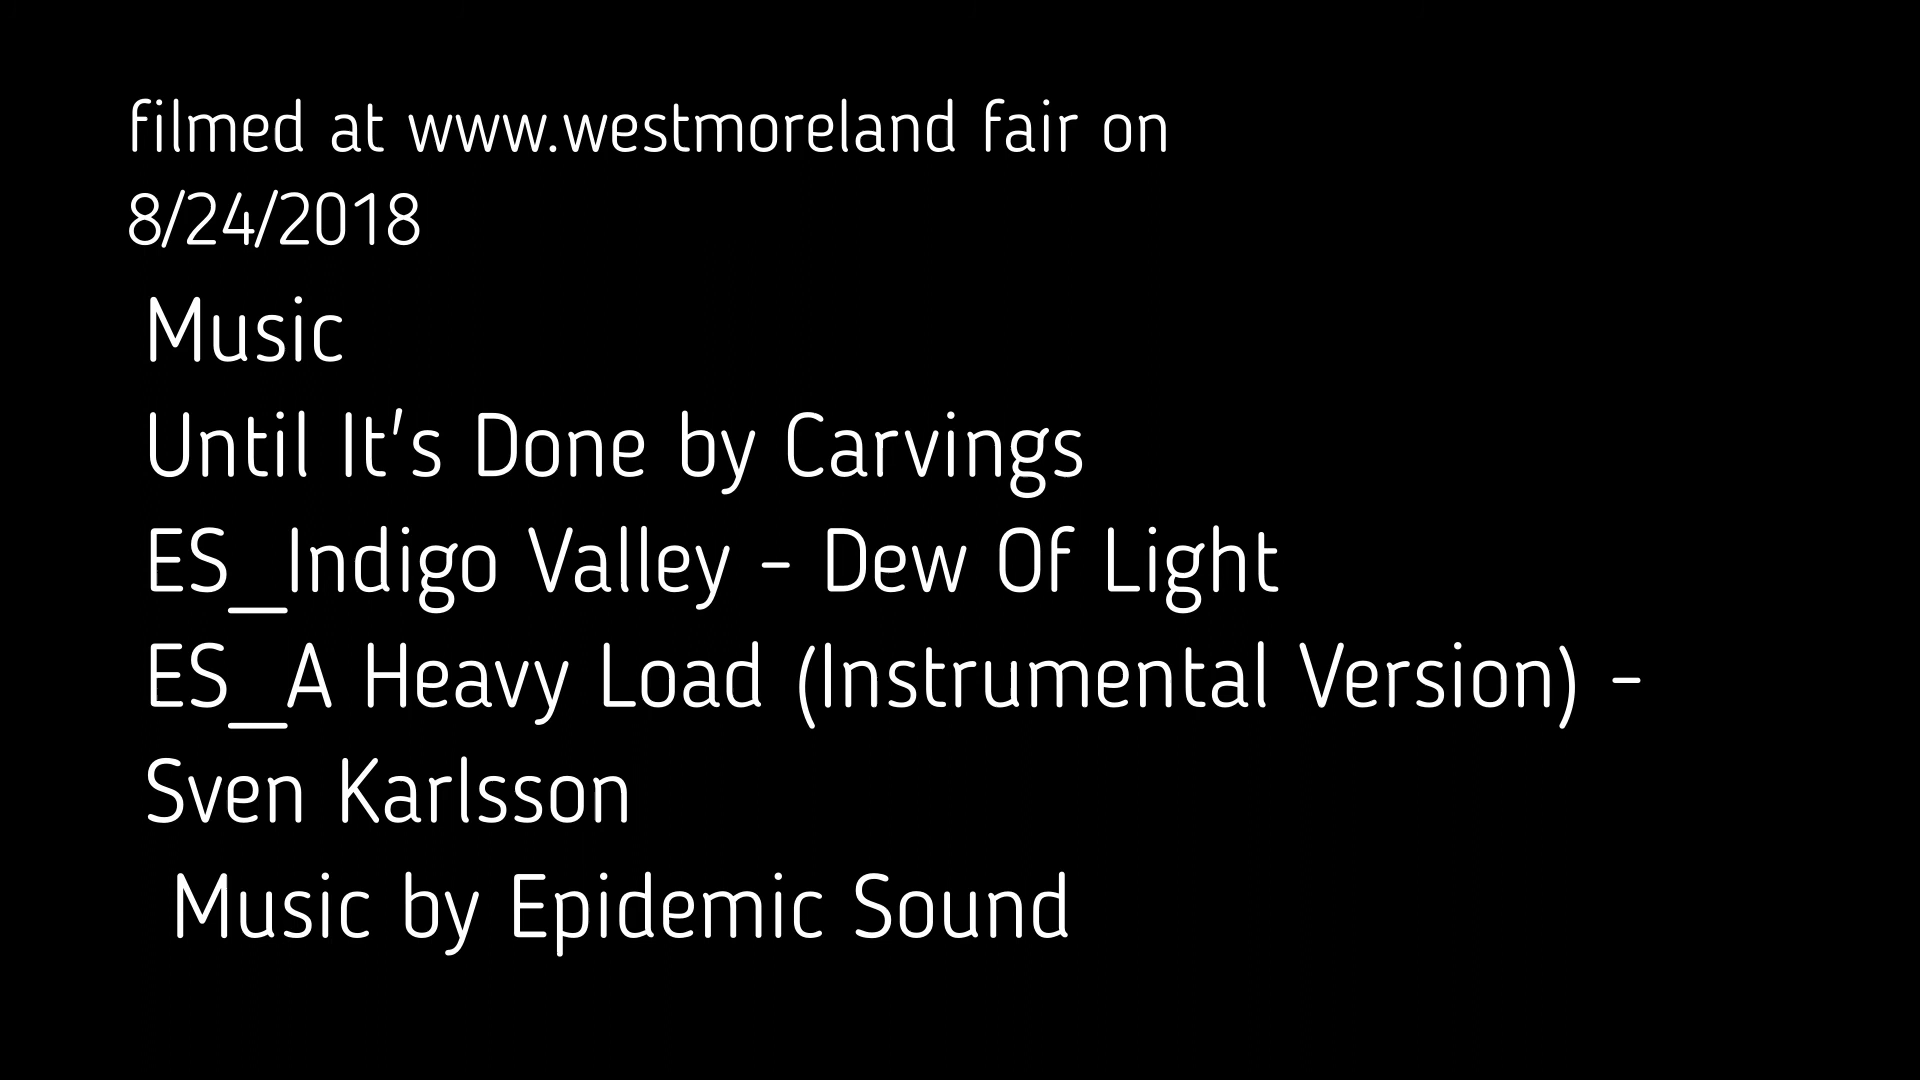 filmed at www.westmoreland fair on
8/24/2018
Music
Until It's Done by Carvings
ES_Indigo Valley - Dew Of Light
ES_A Heavy Load (Instrumental Version) -
Sven Karlsson
Music by Epidemic Sound